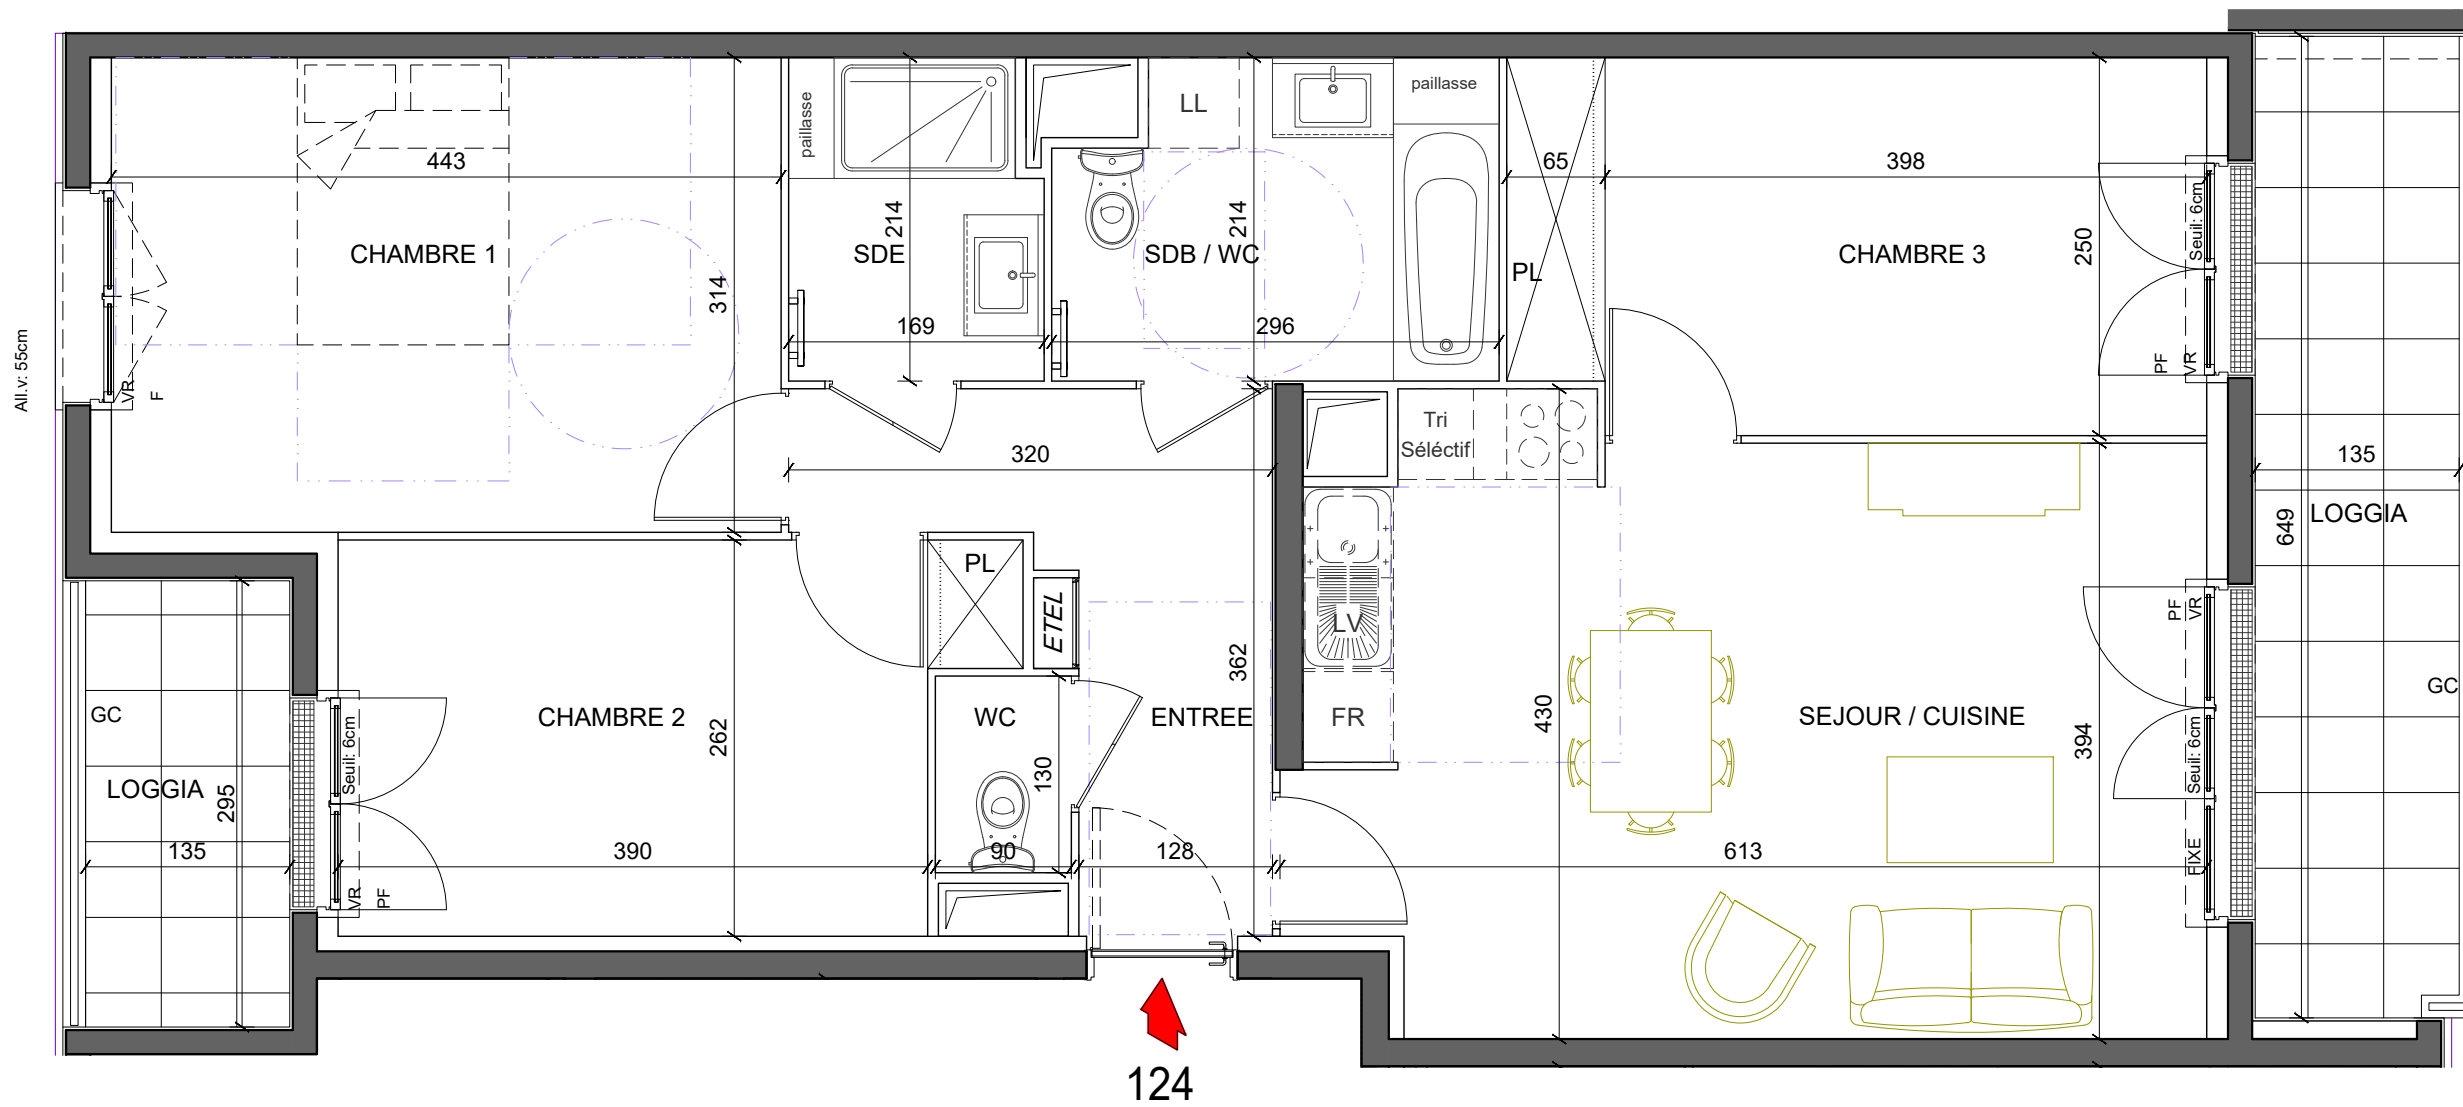 paillasse
LL
paillasse
443
65
398
214
214
250
Seuil: 6cm
CHAMBRE 1
SDE
SDB / WC
PL
CHAMBRE 3
314
169
296
All.v: 55cm
VR
F
PF
VR
Tri
Séléctif
320
135
649
LOGGIA
PL
ETEL
LV
362
PF
VR
GC
GC
CHAMBRE 2
262
WC
ENTREE
FR
430
SEJOUR / CUISINE
394
Seuil: 6cm
Seuil: 6cm
LOGGIA
295
130
135
390
90
128
613
FIXE
VR
PF
124